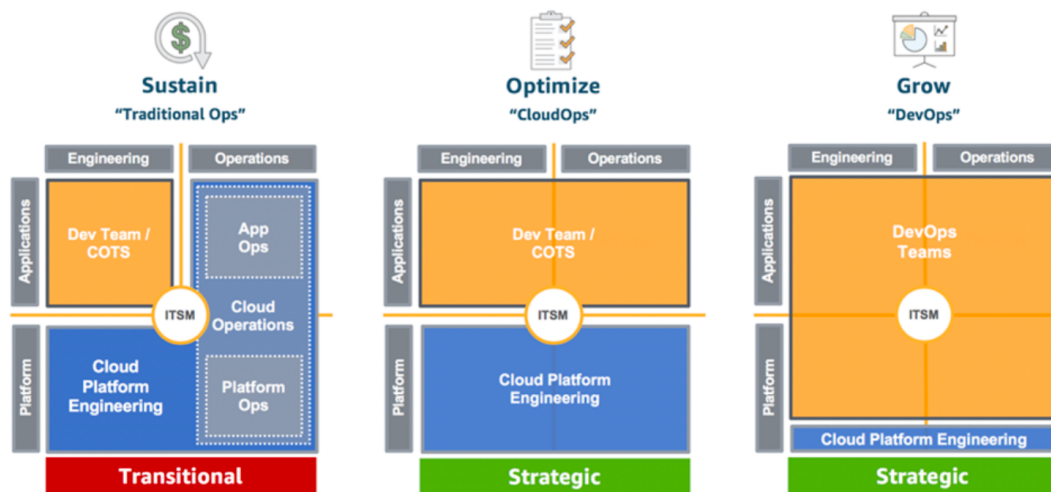 Sustain
"Traditional Ops"
Engineering
Operations
Applications
Platform
Dev Team /
COTS
App
Ops
ITSM
Cloud
Operations
Cloud
Platform
Engineering
Platform
Ops
Transitional
Optimize
"CloudOps"
Engineering
Operations
Applications
Platform
Dev Team /
COTS
ITSM
Cloud Platform
Engineering
Strategic
Grow
"DevOps"
Engineering
Operations
Applications
Platform
DevOps
Teams
ITSM
Cloud Platform Engineering
Strategic